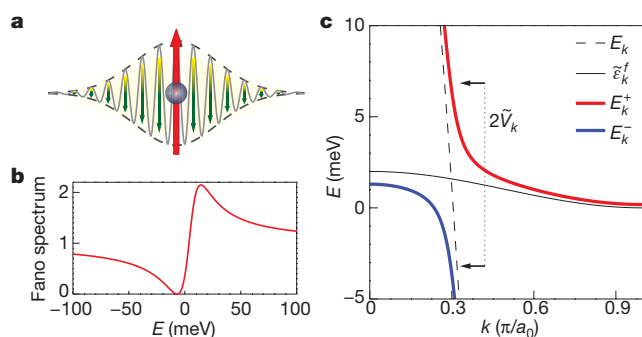 a
b
Fano spectrum
2
1
0
−100
−50
0
50
100
E (meV)
c
E (meV)
10
5
0
−5
0
0.3
0.6
0.9
k (π/a₀)
2Ṽₖ
Eₖ
ε̃ₖᶠ
Eₖ⁺
Eₖ⁻